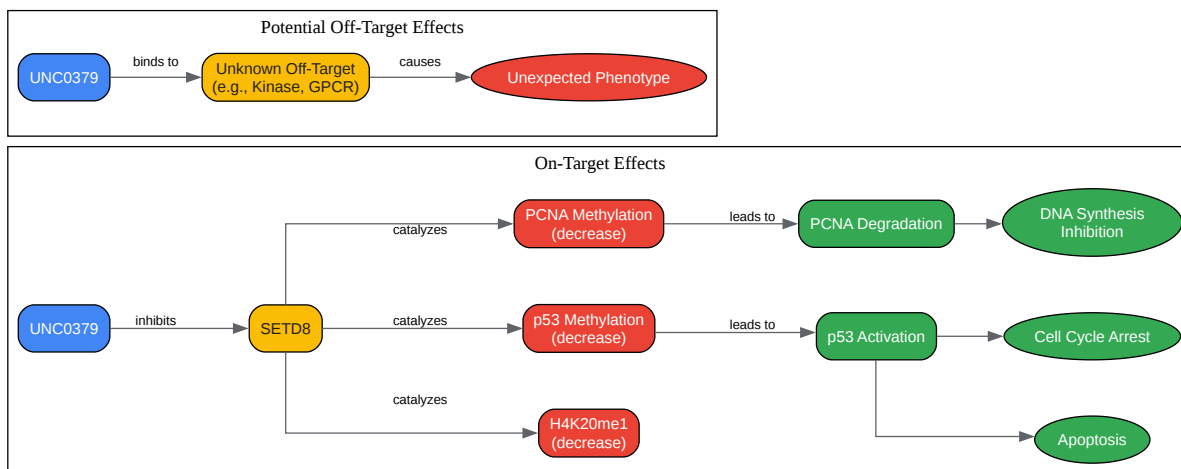 Potential Off-Target Effects
UNC0379
binds to
Unknown Off-Target
(e.g., Kinase, GPCR)
causes
Unexpected Phenotype
On-Target Effects
UNC0379
inhibits
SETD8
catalyzes
PCNA Methylation
(decrease)
leads to
PCNA Degradation
DNA Synthesis
Inhibition
catalyzes
p53 Methylation
(decrease)
leads to
p53 Activation
Cell Cycle Arrest
catalyzes
H4K20me1
(decrease)
Apoptosis